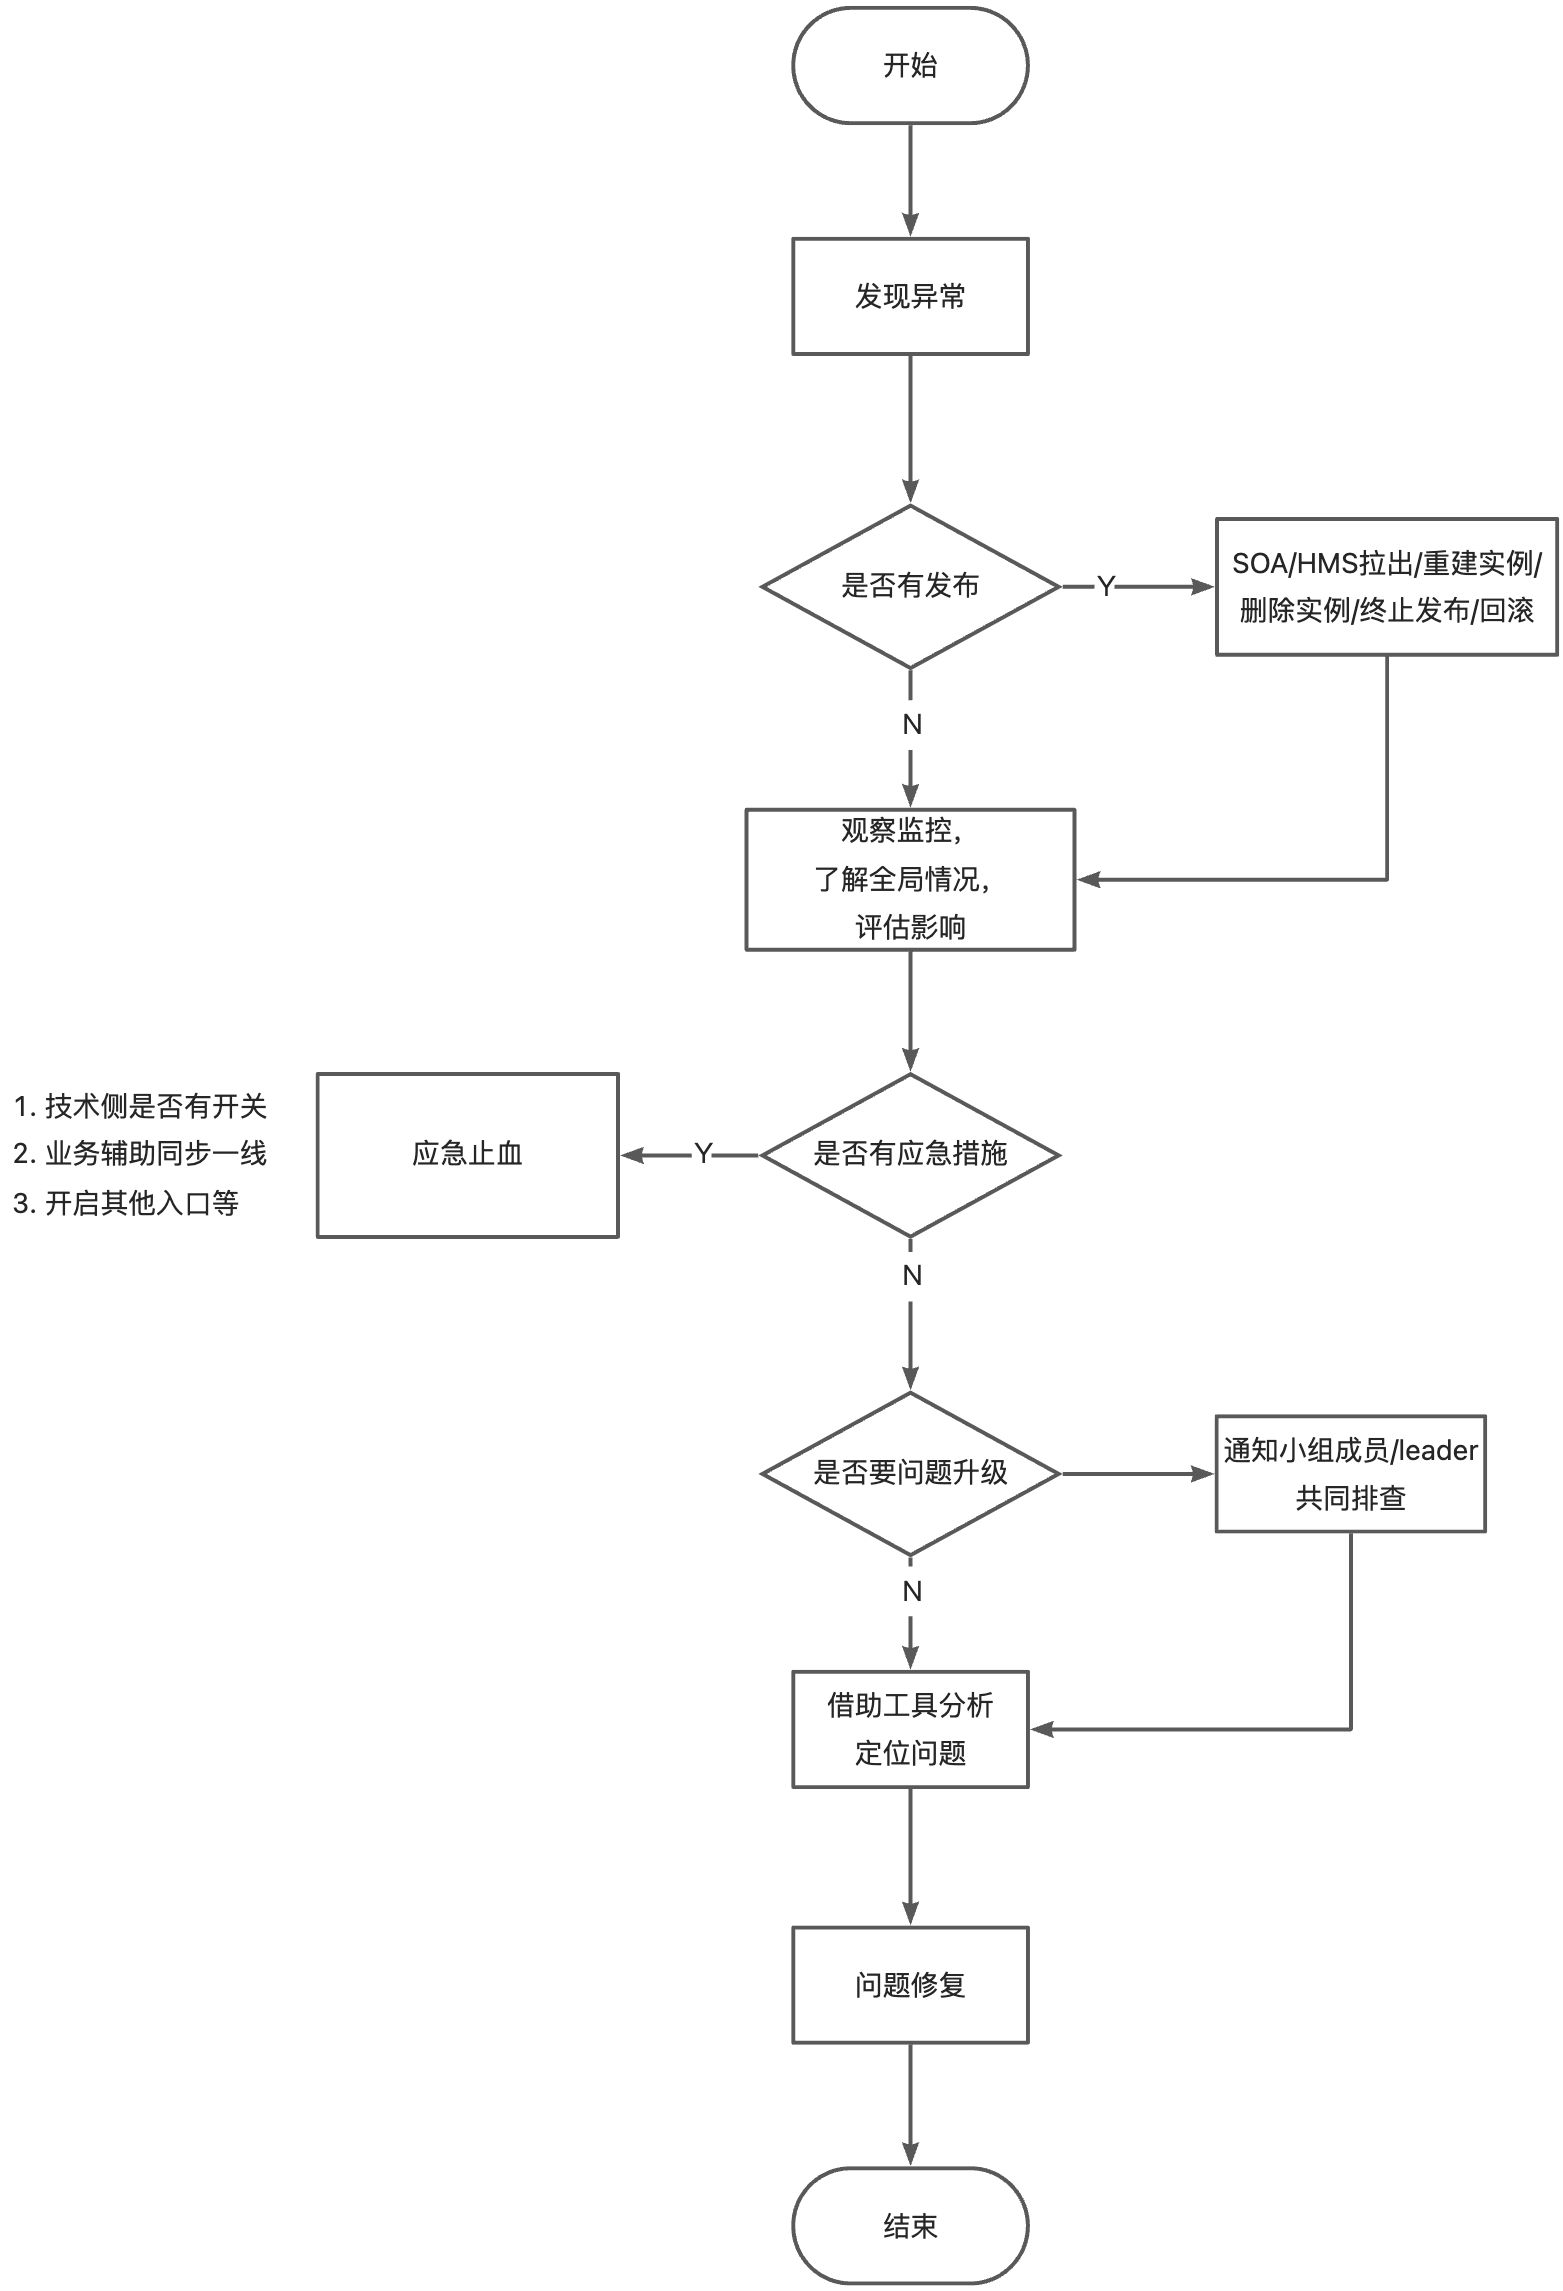 开始
发现异常
是否有发布
Y
SOA/HMS拉出/重建实例/
删除实例/终止发布/回滚
N
观察监控，
了解全局情况，
评估影响
1. 技术侧是否有开关
2. 业务辅助同步一线
3. 开启其他入口等
应急止血
Y
是否有应急措施
N
是否要问题升级
通知小组成员/leader
共同排查
N
借助工具分析
定位问题
问题修复
结束